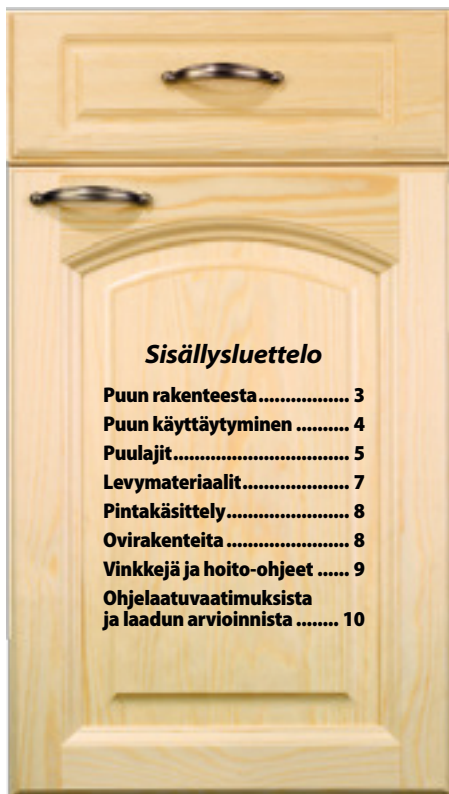 Sisällysluettelo
Puun rakenteesta................. 3
Puun käyttäytyminen .......... 4
Puulajit................................ 5
Levymateriaalit.................... 7
Pintakäsittely....................... 8
Ovirakenteita ....................... 8
Vinkkejä ja hoito-ohjeet ...... 9
Ohjelaatuvaatimuksista
ja laadun arvioinnista ........ 10